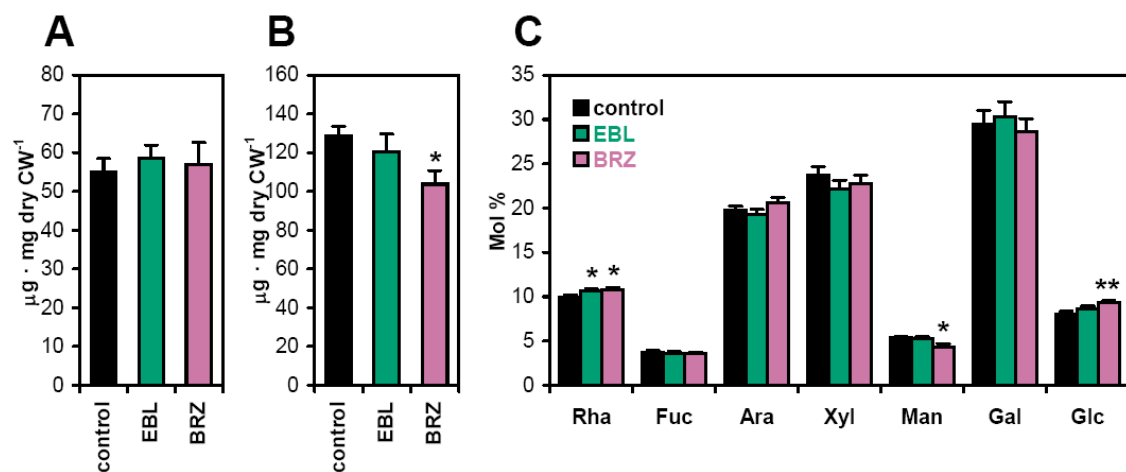 A
B
C
µg · mg dry CW-1
80
70
60
50
40
30
20
10
0
control
EBL
BRZ
µg · mg dry CW-1
160
140
120
100
80
60
40
20
0
*
control
EBL
BRZ
Mol %
35
30
25
20
15
10
5
0
control
EBL
BRZ
* *
*
**
Rha Fuc Ara Xyl Man Gal Glc